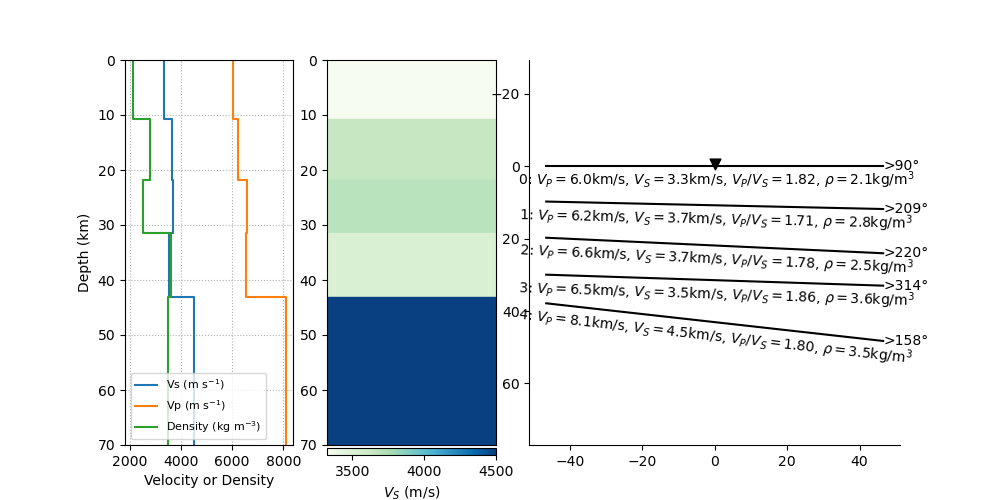 0
10
20
30
40
50
60
70
Depth (km)
2000 4000 6000 8000
Velocity or Density
Vs (m s⁻¹)
Vp (m s⁻¹)
Density (kg m⁻³)
0
10
20
30
40
50
60
70
3500 4000 4500
V_S (m/s)
−20
0
20
40
60
−40 −20 0 20 40
>90°
0: V_P = 6.0km/s, V_S = 3.3km/s, V_P/V_S = 1.82, ρ = 2.1kg/m³
>209°
1: V_P = 6.2km/s, V_S = 3.7km/s, V_P/V_S = 1.71, ρ = 2.8kg/m³
>220°
2: V_P = 6.6km/s, V_S = 3.7km/s, V_P/V_S = 1.78, ρ = 2.5kg/m³
>314°
3: V_P = 6.5km/s, V_S = 3.5km/s, V_P/V_S = 1.86, ρ = 3.6kg/m³
>158°
4: V_P = 8.1km/s, V_S = 4.5km/s, V_P/V_S = 1.80, ρ = 3.5kg/m³